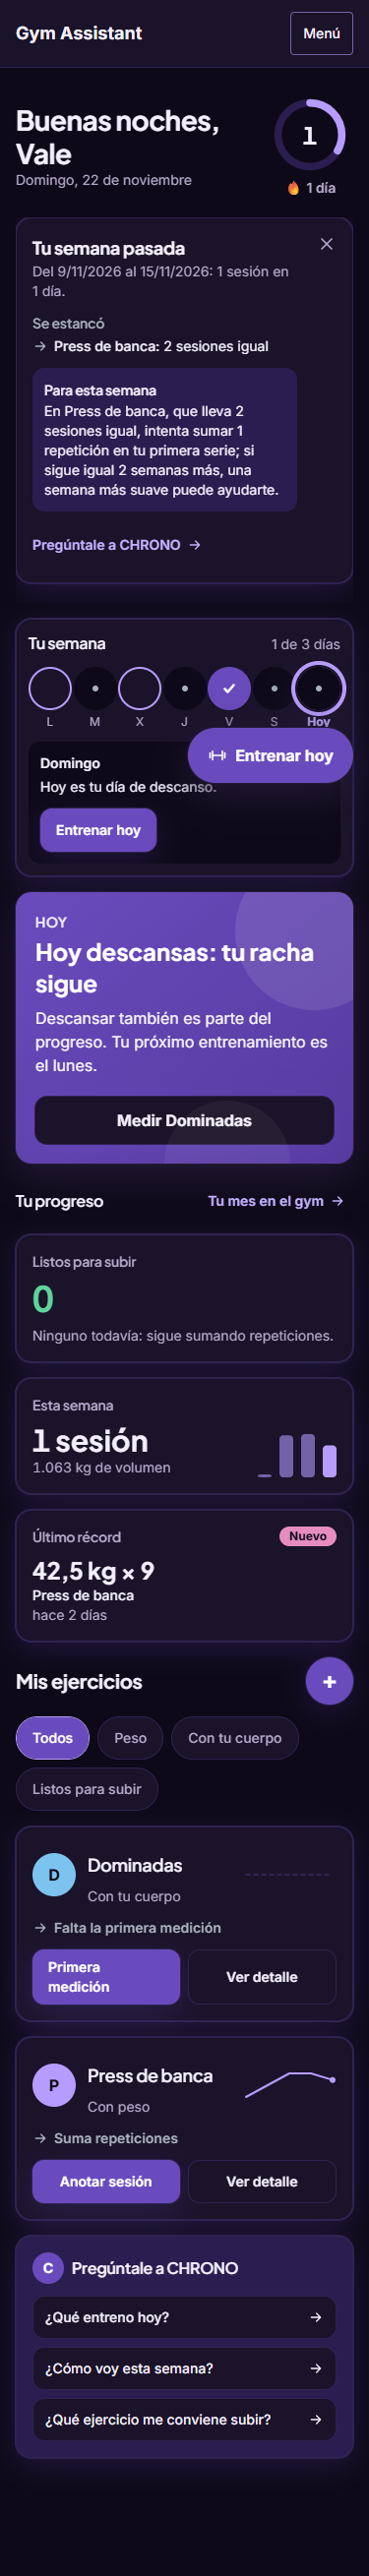 Gym Assistant
Menú
Buenas noches,
Vale
Domingo, 22 de noviembre
1
🔥 1 día
Tu semana pasada
Del 9/11/2026 al 15/11/2026: 1 sesión en
1 día.
Se estancó
→ Press de banca: 2 sesiones igual
Para esta semana
En Press de banca, que lleva 2
sesiones igual, intenta sumar 1
repetición en tu primera serie; si
sigue igual 2 semanas más, una
semana más suave puede ayudarte.
Pregúntale a CHRONO →
Tu semana
1 de 3 días
L M X J V S Hoy
Domingo
Entrenar hoy
Hoy es tu día de descanso.
Entrenar hoy
HOY
Hoy descansas: tu racha
sigue
Descansar también es parte del
progreso. Tu próximo entrenamiento es
el lunes.
Medir Dominadas
Tu progreso
Tu mes en el gym →
Listos para subir
0
Ninguno todavía: sigue sumando repeticiones.
Esta semana
1 sesión
1.063 kg de volumen
Último récord
Nuevo
42,5 kg × 9
Press de banca
hace 2 días
Mis ejercicios
+
Todos
Peso
Con tu cuerpo
Listos para subir
D
Dominadas
Con tu cuerpo
→ Falta la primera medición
Primera
medición
Ver detalle
P
Press de banca
Con peso
→ Suma repeticiones
Anotar sesión
Ver detalle
C
Pregúntale a CHRONO
¿Qué entreno hoy? →
¿Cómo voy esta semana? →
¿Qué ejercicio me conviene subir? →